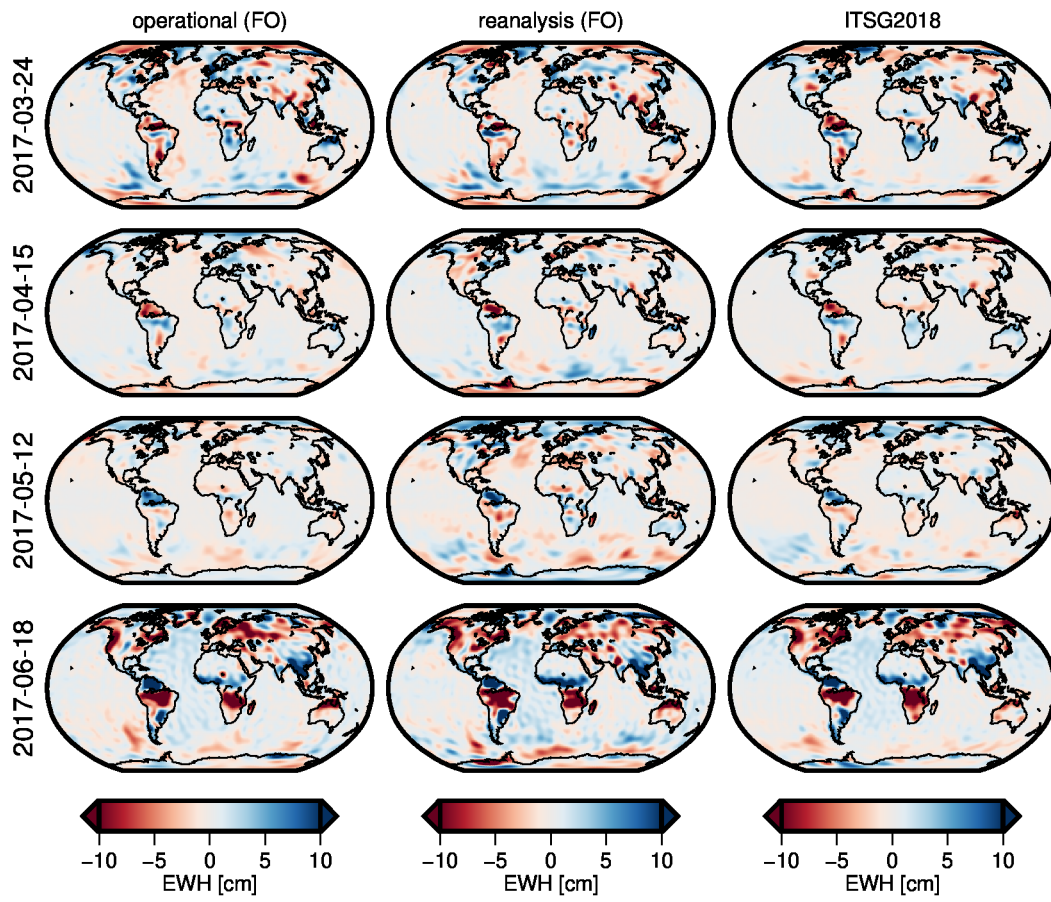 operational (FO) reanalysis (FO) ITSG2018
2017-03-24
2017-04-15
2017-05-12
2017-06-18
−10 −5 0 5 10 −10 −5 0 5 10 −10 −5 0 5 10
EWH [cm] EWH [cm] EWH [cm]